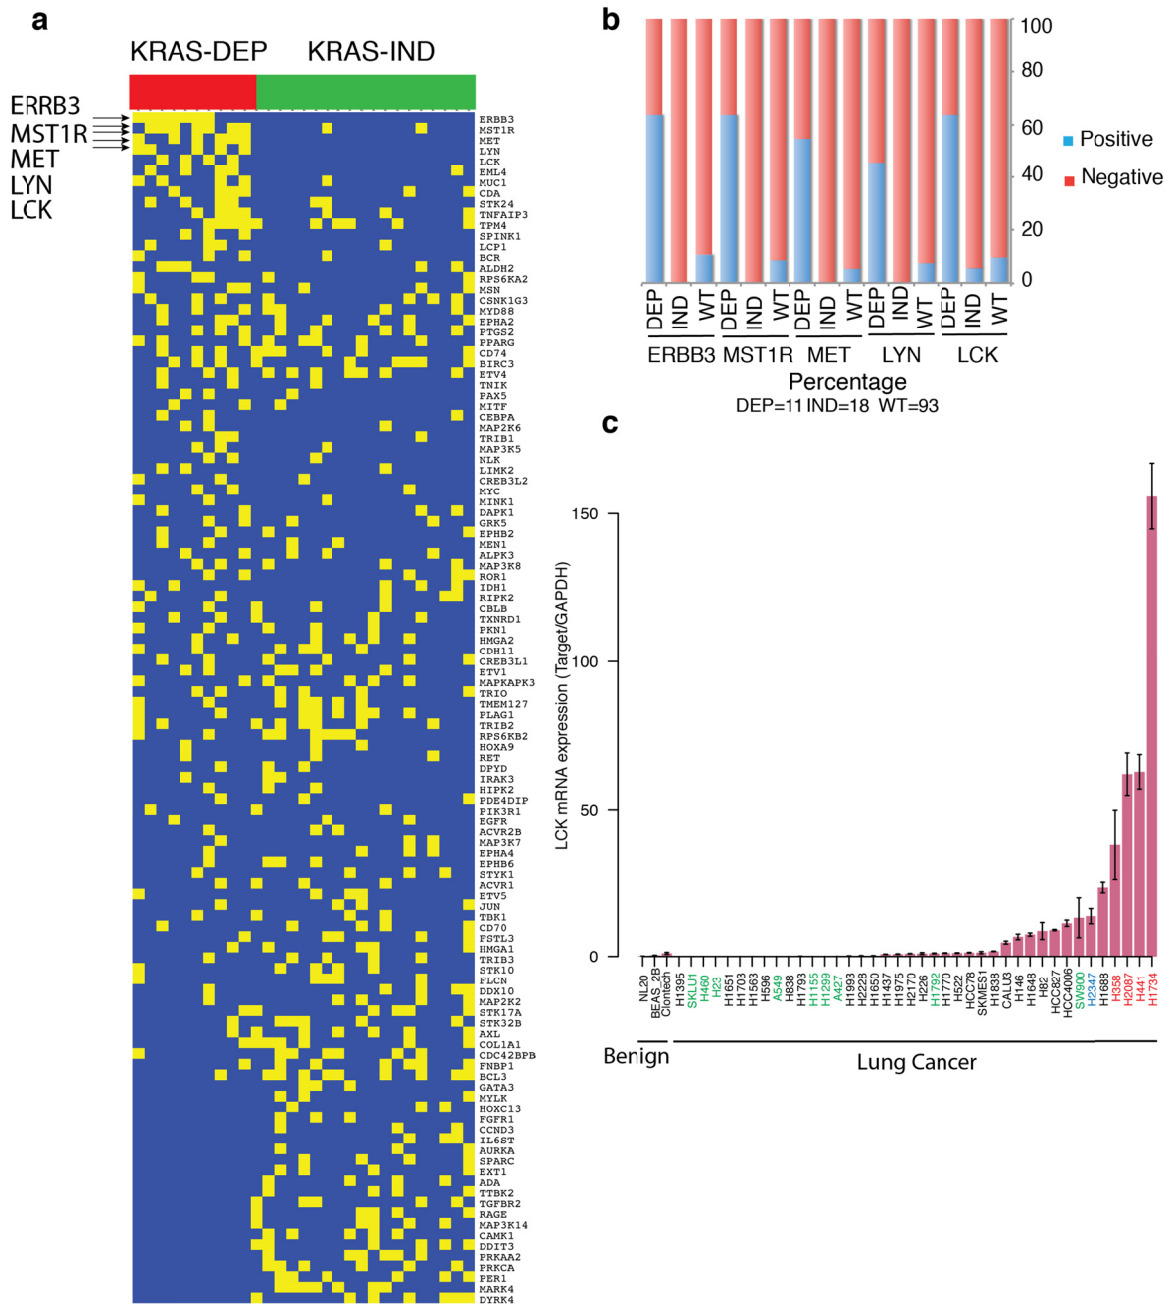 a
KRAS-DEP KRAS-IND
ERRB3
MST1R
MET
LYN
LCK
ERBB3
MST1R
MET
LYN
LCK
EML4
MUC1
CDA
STK24
TNFAIP3
TPM4
SPINK1
LCP1
BCR
ALDH2
RPS6KA2
MSN
CSNK1G3
MYD88
EPHA2
PTGS2
PPARG
CD74
BIRC3
ETV4
TNIK
PAX5
MITF
CEBPA
MAP2K6
TRIB1
MAP3K5
NLK
LIMK2
CREB3L2
MYC
MINK1
DAPK1
GRK5
EPHB2
MEN1
ALPK3
MAP3K8
ROR1
IDH1
RIPK2
CBLB
TXNRD1
PKN1
HMGA2
CDH11
CREB3L1
ETV1
MAPKAPK3
TRIO
TMEM127
PLAG1
TRIB2
RPS6KB2
HOXA9
RET
DPYD
IRAK3
HIPK2
PDE4DIP
PIK3R1
EGFR
ACVR2B
MAP3K7
EPHA4
EPHB6
STYK1
ACVR1
ETV5
JUN
TBK1
CD70
FSTL3
HMGA1
TRIB3
STK10
FLCN
DDX10
MAP2K2
STK17A
STK32B
AXL
COL1A1
CDC42BPB
FNBP1
BCL3
GATA3
MYLK
HOXC13
FGFR1
CCND3
IL6ST
AURKA
SPARC
EXT1
ADA
TTBK2
TGFBR2
RAGE
MAP3K14
CAMK1
DDIT3
PRKAA2
PRKCA
PER1
MARK4
DYRK4
b
100
80
60
40
20
0
Positive
Negative
DEP IND WT DEP IND WT DEP IND WT DEP IND WT DEP IND WT
ERBB3 MST1R MET LYN LCK
Percentage
DEP=11 IND=18 WT=93
c
LCK mRNA expression (Target/GAPDH)
150
100
50
0
NL20 BEAS_2B Clontech H1395 SKLU1 H460 H23 H1651 H1703 H1563 H596 A549 H838 H1793 H1155 H1299 A427 H1993 H2228 H1650 H1437 H1975 H2170 H226 H1792 H1770 H522 HCC78 SKMES1 H1838 CALU3 H146 H1648 H82 HCC827 HCC4006 SW900 H2347 H1688 H358 H2087 H441 H1734
Benign Lung Cancer